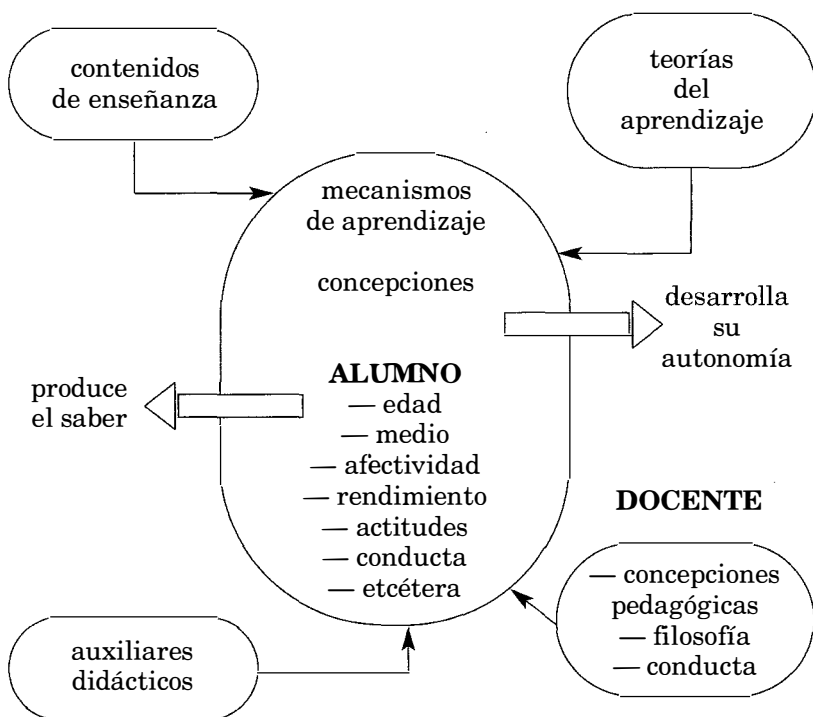 contenidos
de enseñanza
teorías
del
aprendizaje
mecanismos
de aprendizaje
concepciones
desarrolla
su
autonomía
produce
el saber
ALUMNO
— edad
— medio
— afectividad
— rendimiento
— actitudes
— conducta
— etcétera
DOCENTE
— concepciones
pedagógicas
— filosofía
— conducta
auxiliares
didácticos